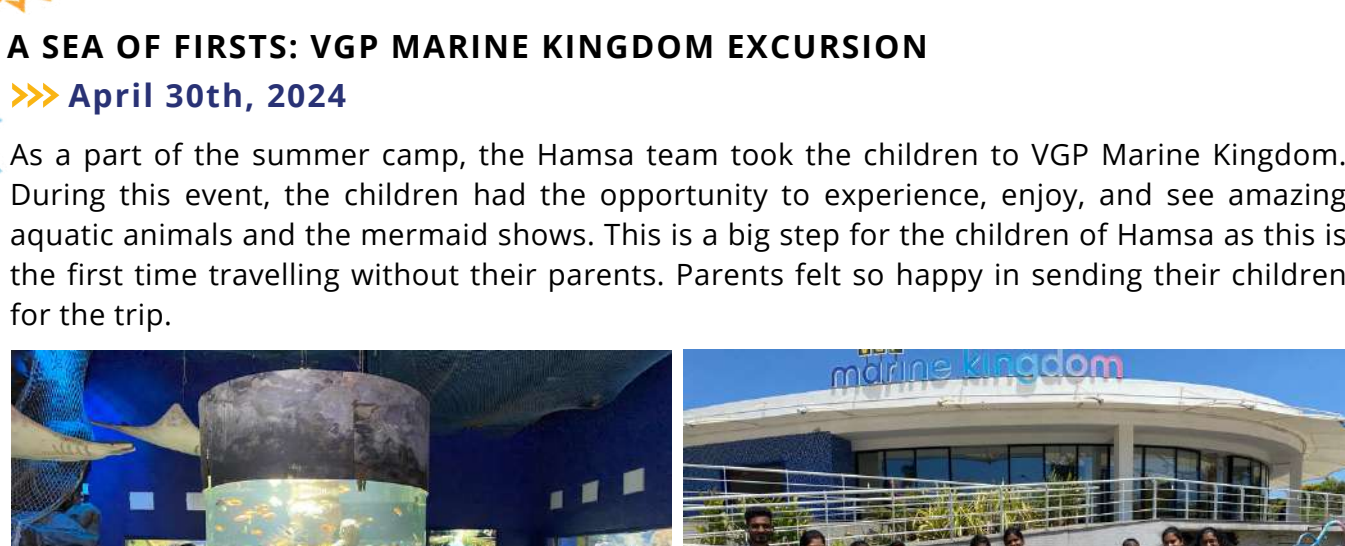 A SEA OF FIRSTS: VGP MARINE KINGDOM EXCURSION
>>> April 30th, 2024
As a part of the summer camp, the Hamsa team took the children to VGP Marine Kingdom.
During this event, the children had the opportunity to experience, enjoy, and see amazing
aquatic animals and the mermaid shows. This is a big step for the children of Hamsa as this is
the first time travelling without their parents. Parents felt so happy in sending their children
for the trip.
marine kingdom